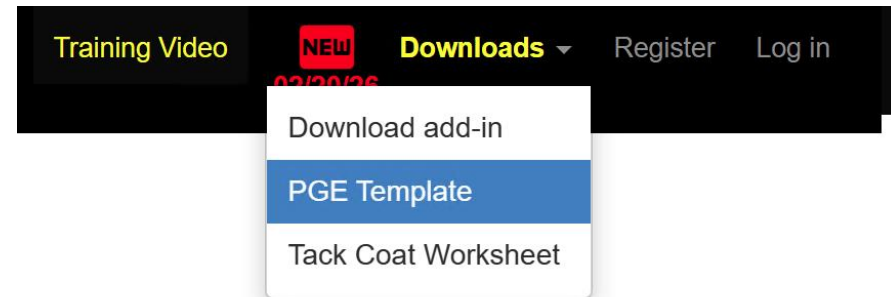 Training Video NEW Downloads Register Log in
Download add-in
PGE Template
Tack Coat Worksheet